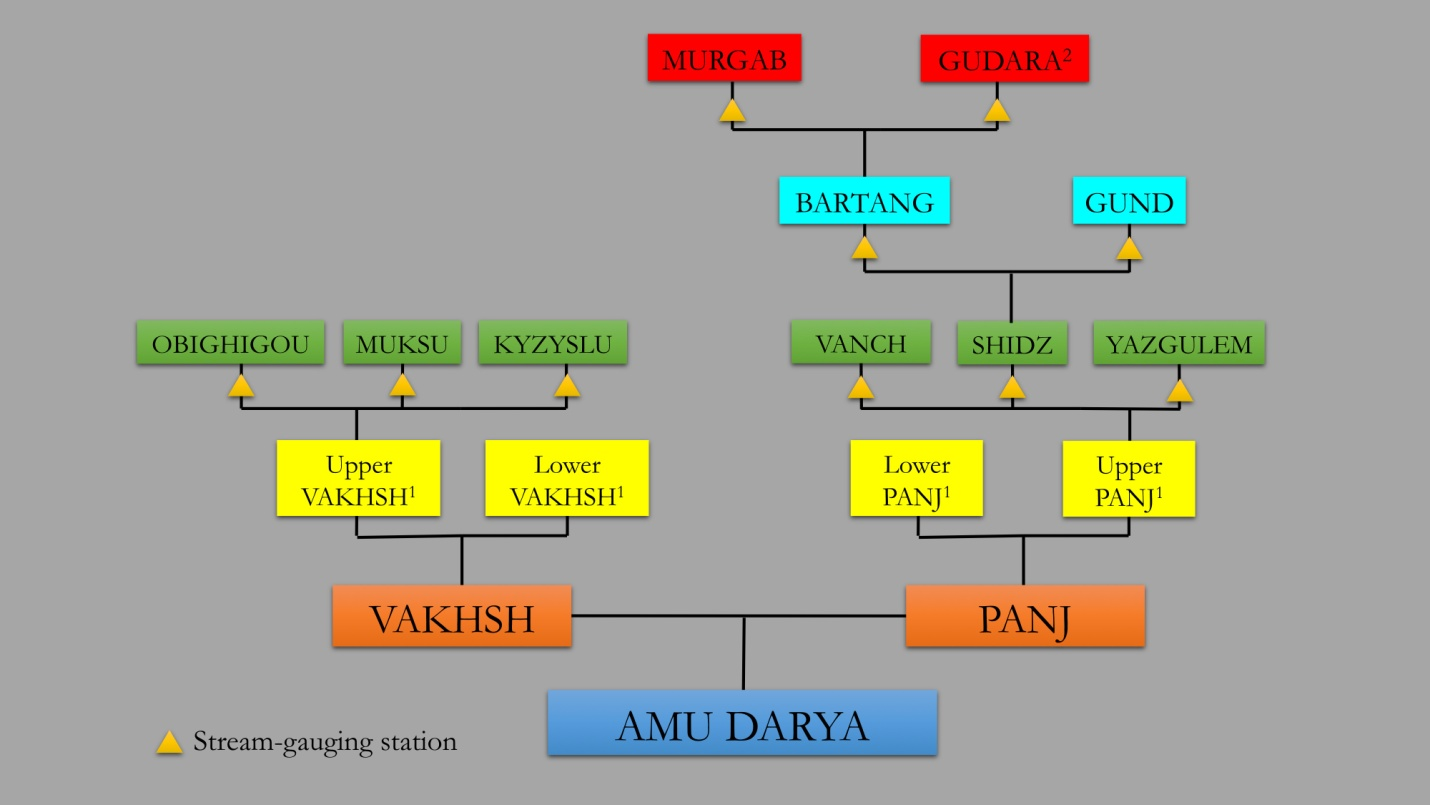 MURGAB
GUDARA²
BARTANG
GUND
OBIGHIGOU
MUKSU
KYZYSLU
VANCH
SHIDZ
YAZGULEM
Upper
VAKHSH¹
Lower
VAKHSH¹
Lower
PANJ¹
Upper
PANJ¹
VAKHSH
PANJ
AMU DARYA
Stream-gauging station